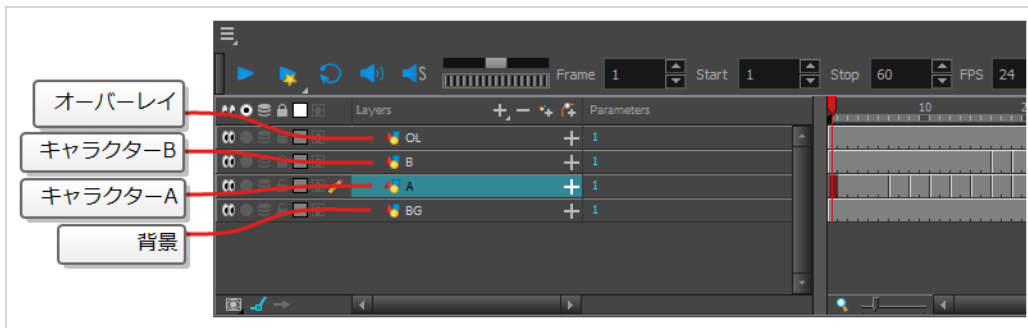 S Frame 1 Start 1 Stop 60 FPS 24
Layers Parameters 10 2
オーバーレイ
OL 1
キャラクターB
B 1
キャラクターA
A 1
背景
BG 1